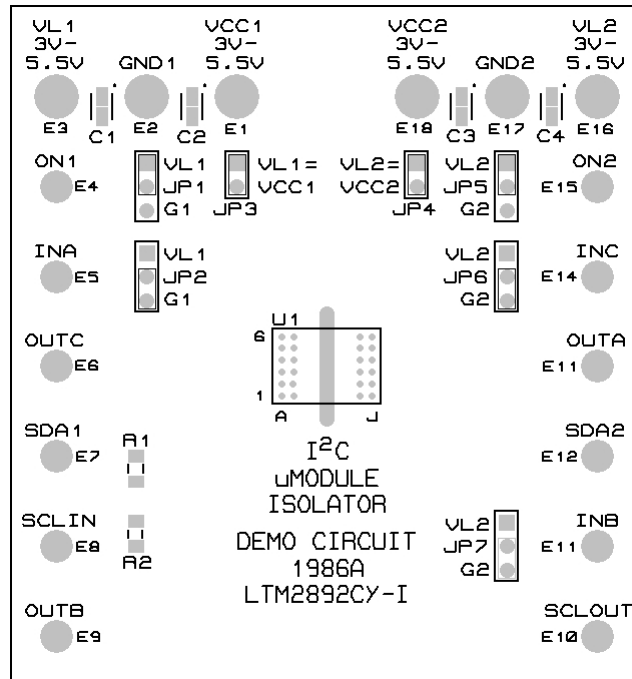 VL1 VCC1 VCC2 VL2
3V- GND1 3V- 3V- GND2 3V-
5.5V 5.5V 5.5V 5.5V
E3 C1 E2 C2 E1 E18 C3 E17 C4 E16
ON1 VL1 VL1= VL2= VL2 ON2
E4 JP1 VCC1 VCC2 JP5 E15
G1 JP3 JP4 G2
INA VL1 VL2 INC
E5 JP2 JP6 E14
G1 G2
U1
OUTC 6 OUTA
E6 E11
1
A J
SDA1 R1 I²C SDA2
E7 uMODULE E12
ISOLATOR
SCLIN VL2 INB
E8 DEMO CIRCUIT JP7 E11
R2 1986A G2
LTM2892CY-I
OUTB SCLOUT
E9 E10